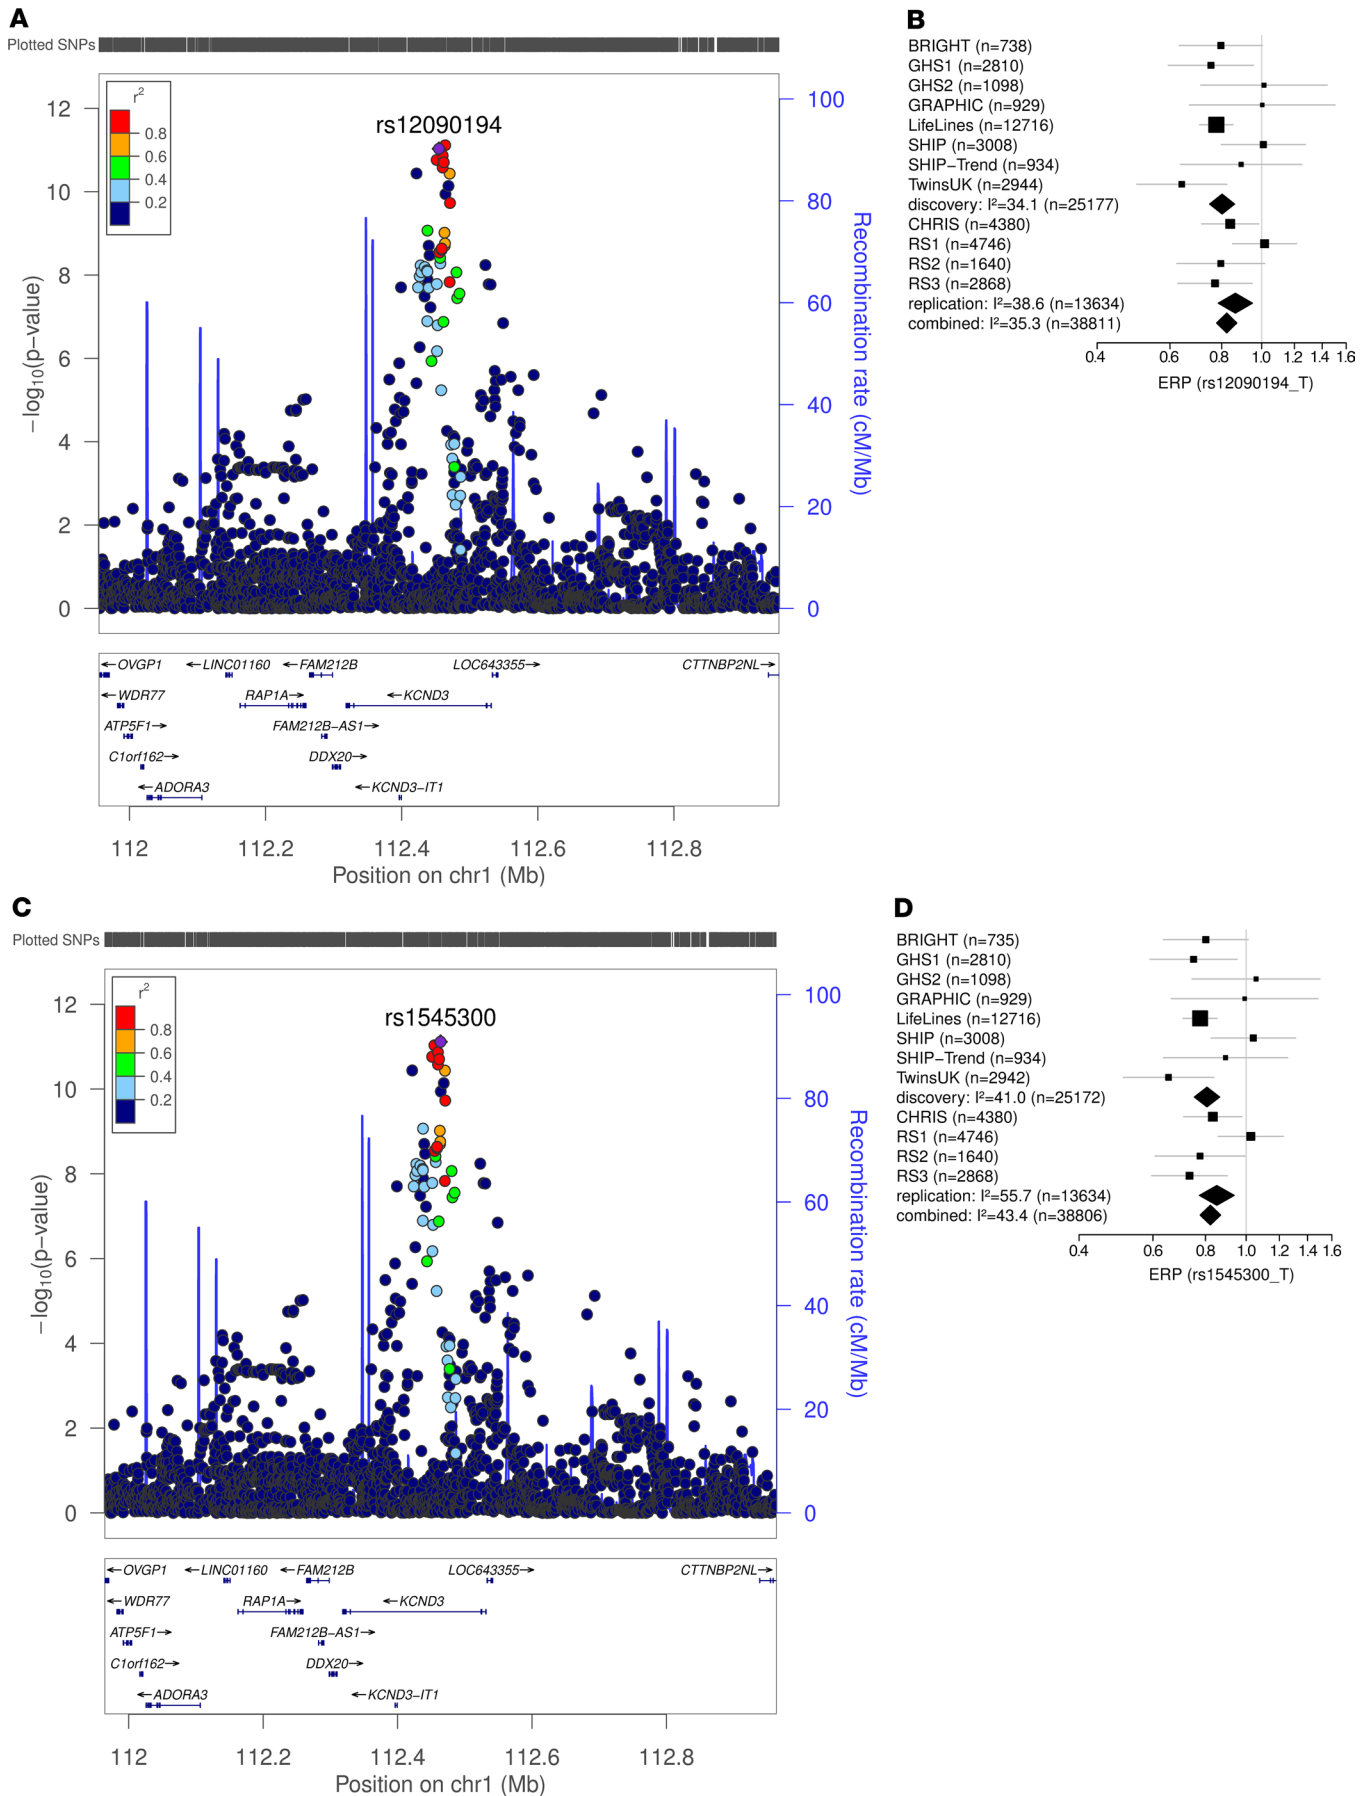 A
Plotted SNPs
r²
0.8
0.6
0.4
0.2
rs12090194
12
10
8
6
4
2
0
−log10(p−value)
100
80
60
40
20
0
Recombination rate (cM/Mb)
OVGP1
LINC01160
FAM212B
LOC643355
CTTNBP2NL
WDR77
RAP1A
KCND3
ATP5F1
FAM212B−AS1
C1orf162
DDX20
ADORA3
KCND3−IT1
112
112.2
112.4
112.6
112.8
Position on chr1 (Mb)
B
BRIGHT (n=738)
GHS1 (n=2810)
GHS2 (n=1098)
GRAPHIC (n=929)
LifeLines (n=12716)
SHIP (n=3008)
SHIP−Trend (n=934)
TwinsUK (n=2944)
discovery: I²=34.1 (n=25177)
CHRIS (n=4380)
RS1 (n=4746)
RS2 (n=1640)
RS3 (n=2868)
replication: I²=38.6 (n=13634)
combined: I²=35.3 (n=38811)
0.4 0.6 0.8 1.0 1.2 1.4 1.6
ERP (rs12090194_T)
C
Plotted SNPs
r²
0.8
0.6
0.4
0.2
rs1545300
12
10
8
6
4
2
0
−log10(p−value)
100
80
60
40
20
0
Recombination rate (cM/Mb)
OVGP1
LINC01160
FAM212B
LOC643355
CTTNBP2NL
WDR77
RAP1A
KCND3
ATP5F1
FAM212B−AS1
C1orf162
DDX20
ADORA3
KCND3−IT1
112
112.2
112.4
112.6
112.8
Position on chr1 (Mb)
D
BRIGHT (n=735)
GHS1 (n=2810)
GHS2 (n=1098)
GRAPHIC (n=929)
LifeLines (n=12716)
SHIP (n=3008)
SHIP−Trend (n=934)
TwinsUK (n=2942)
discovery: I²=41.0 (n=25172)
CHRIS (n=4380)
RS1 (n=4746)
RS2 (n=1640)
RS3 (n=2868)
replication: I²=55.7 (n=13634)
combined: I²=43.4 (n=38806)
0.4 0.6 0.8 1.0 1.2 1.4 1.6
ERP (rs1545300_T)